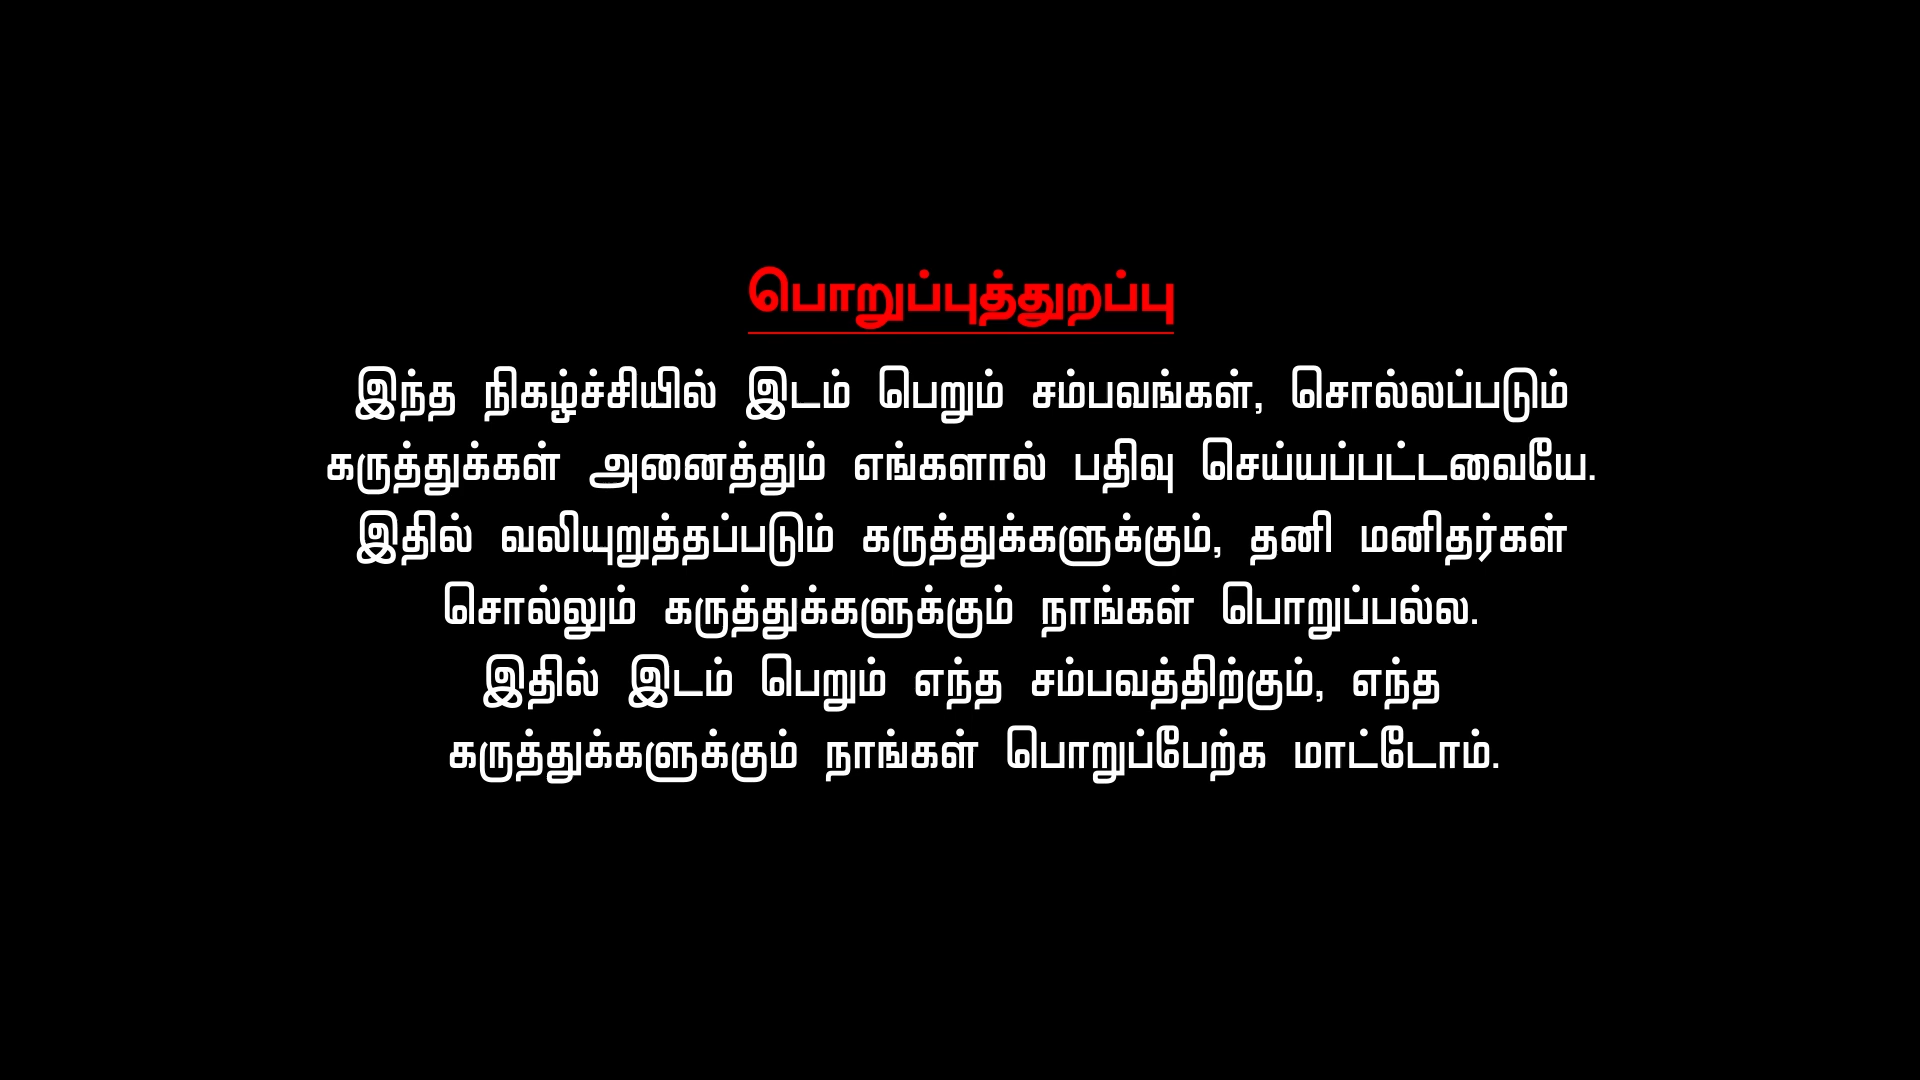 பொறுப்புத்துறப்பு
இந்த நிகழ்ச்சியில் இடம் பெறும் சம்பவங்கள், சொல்லப்படும்
கருத்துக்கள் அனைத்தும் எங்களால் பதிவு செய்யப்பட்டவையே.
இதில் வலியுறுத்தப்படும் கருத்துக்களுக்கும், தனி மனிதர்கள்
சொல்லும் கருத்துக்களுக்கும் நாங்கள் பொறுப்பல்ல.
இதில் இடம் பெறும் எந்த சம்பவத்திற்கும், எந்த
கருத்துக்களுக்கும் நாங்கள் பொறுப்பேற்க மாட்டோம்.